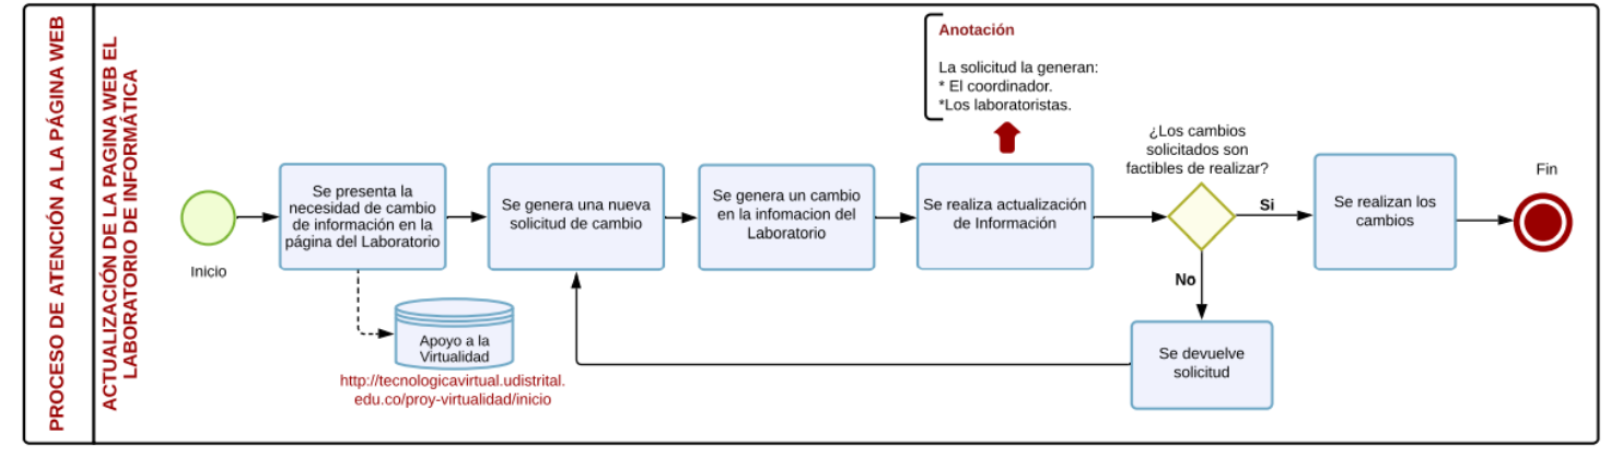 PROCESO DE ATENCIÓN A LA PÁGINA WEB
ACTUALIZACIÓN DE LA PAGINA WEB EL
LABORATORIO DE INFORMÁTICA
Inicio
Se presenta la
necesidad de cambio
de información en la
página del Laboratorio
Apoyo a la
Virtualidad
http://tecnologicavirtual.udistrital.
edu.co/proy-virtualidad/inicio
Se genera una nueva
solicitud de cambio
Se genera un cambio
en la infomacion del
Laboratorio
Anotación
La solicitud la generan:
* El coordinador.
*Los laboratoristas.
Se realiza actualización
de Información
¿Los cambios
solicitados son
factibles de realizar?
Si
No
Se devuelve
solicitud
Se realizan los
cambios
Fin